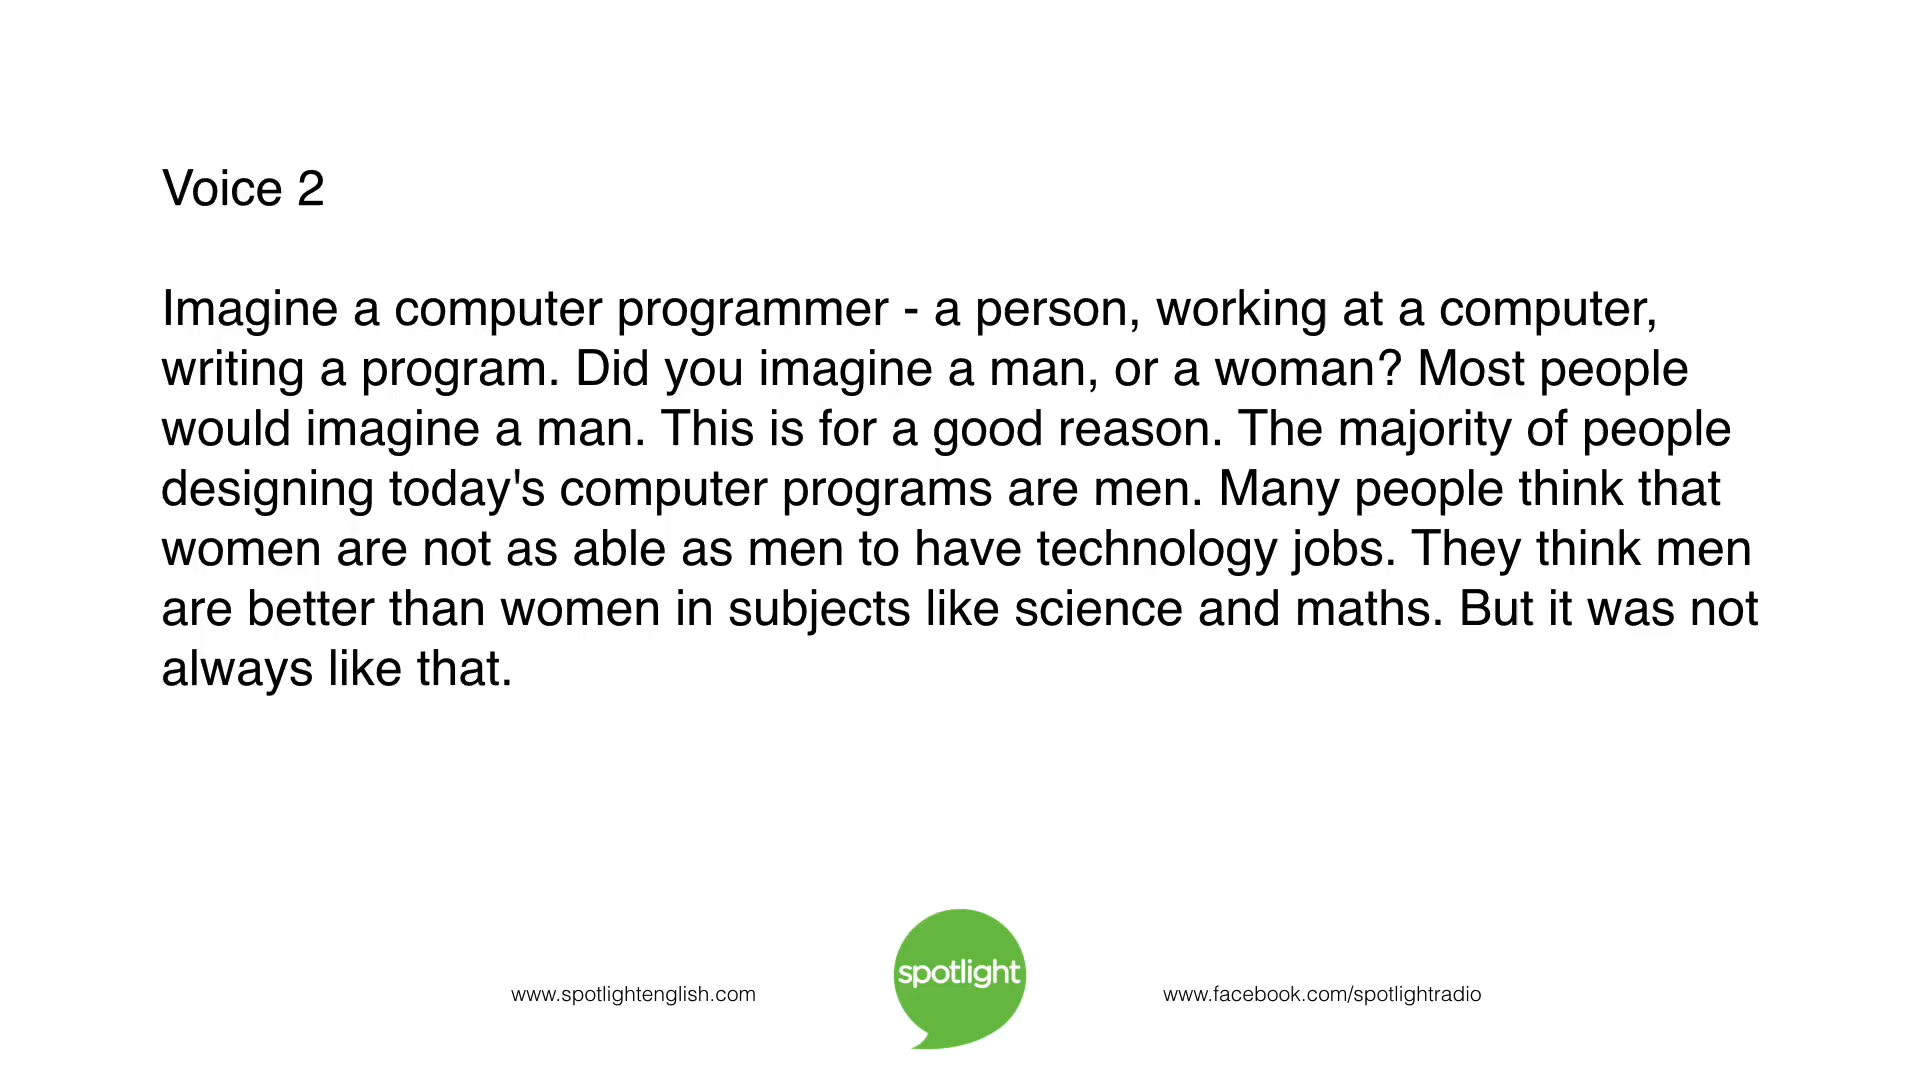 Voice 2
Imagine a computer programmer - a person, working at a computer,
writing a program. Did you imagine a man, or a woman? Most people
would imagine a man. This is for a good reason. The majority of people
designing today's computer programs are men. Many people think that
women are not as able as men to have technology jobs. They think men
are better than women in subjects like science and maths. But it was not
always like that.
spotlight
www.spotlightenglish.com
www.facebook.com/spotlightradio